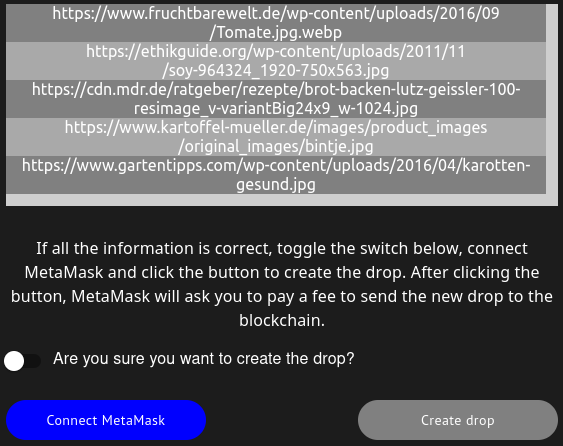 https://www.fruchtbarewelt.de/wp-content/uploads/2016/09
/Tomate.jpg.webp
https://ethikguide.org/wp-content/uploads/2011/11
/soy-964324_1920-750x563.jpg
https://cdn.mdr.de/ratgeber/rezepte/brot-backen-lutz-geissler-100-
resimage_v-variantBig24x9_w-1024.jpg
https://www.kartoffel-mueller.de/images/product_images
/original_images/bintje.jpg
https://www.gartentipps.com/wp-content/uploads/2016/04/karotten-
gesund.jpg
If all the information is correct, toggle the switch below, connect
MetaMask and click the button to create the drop. After clicking the
button, MetaMask will ask you to pay a fee to send the new drop to the
blockchain.
Are you sure you want to create the drop?
Connect MetaMask
Create drop